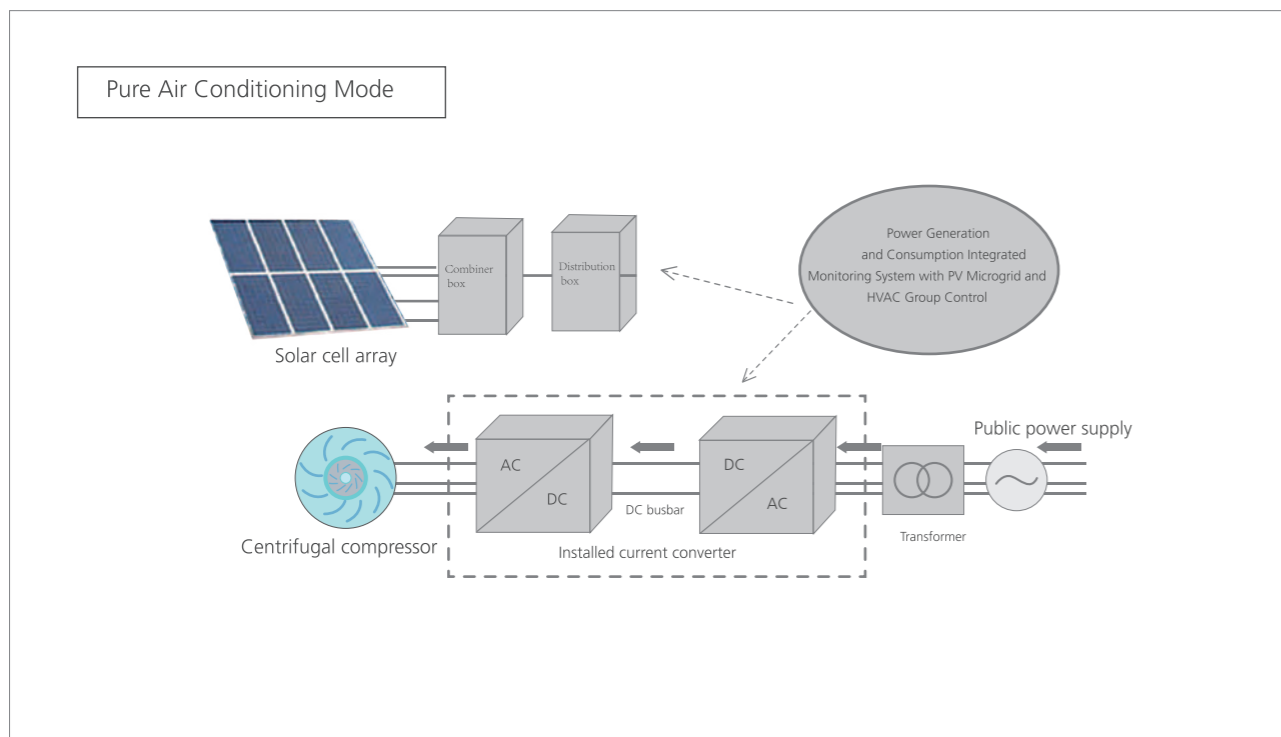 Pure Air Conditioning Mode
Power Generation
and Consumption Integrated
Monitoring System with PV Microgrid and
HVAC Group Control
Combiner
box
Distribution
box
Solar cell array
Public power supply
AC
DC
DC
AC
DC busbar
Transformer
Centrifugal compressor
Installed current converter